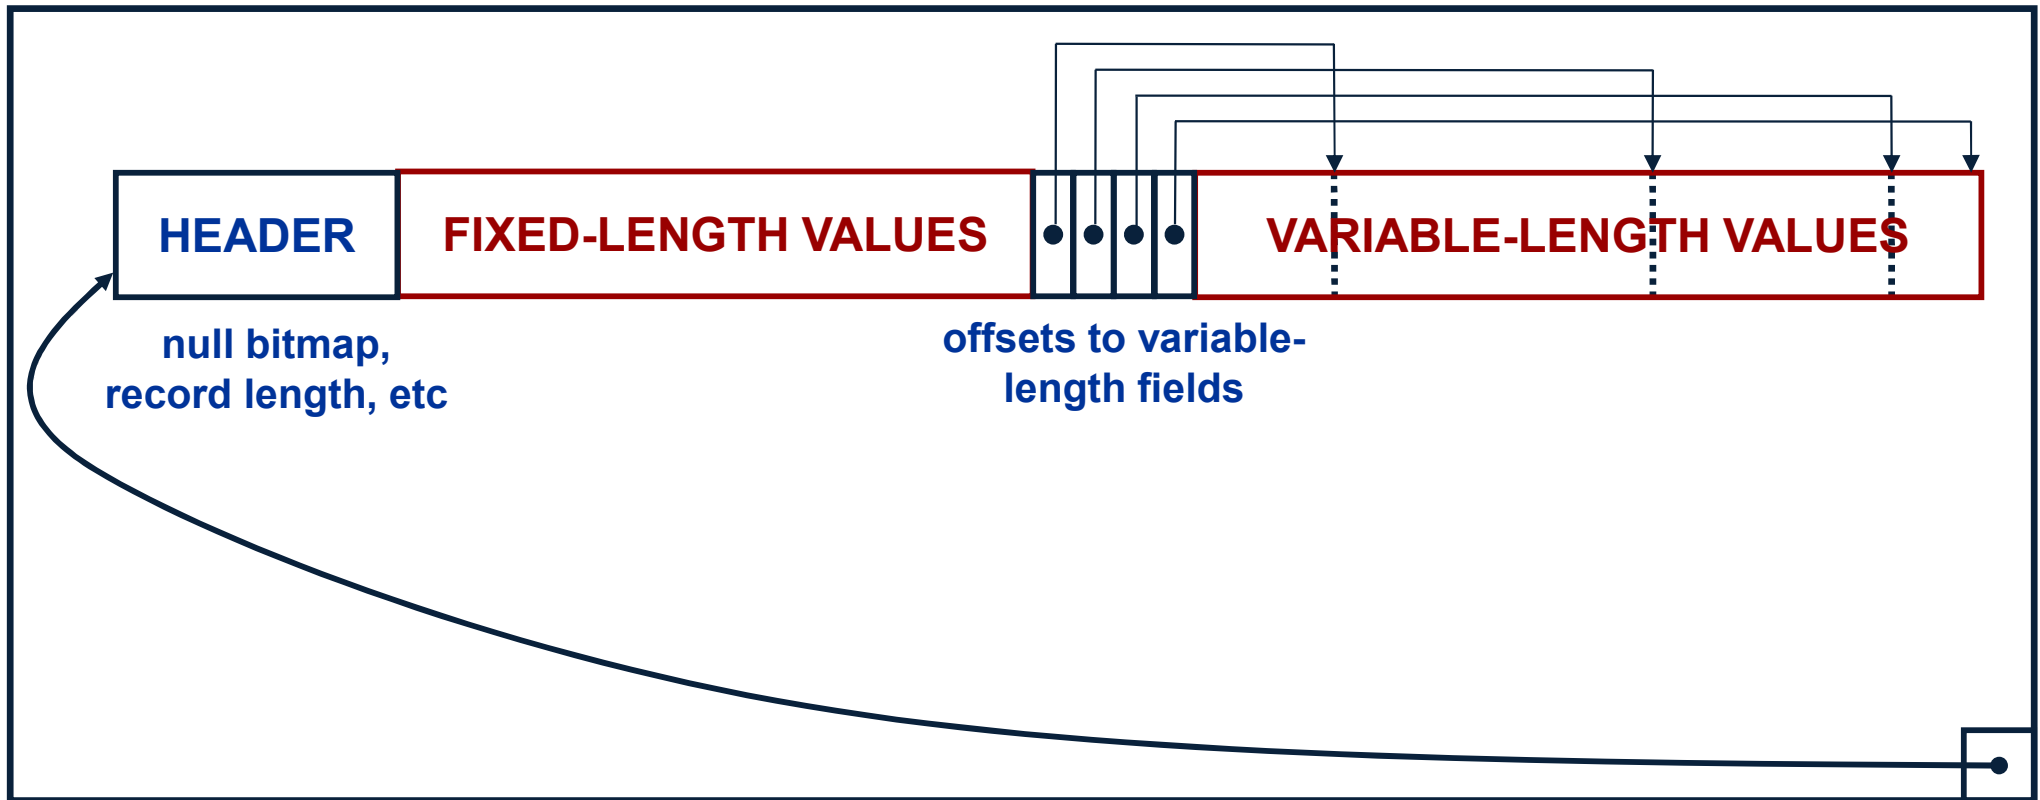 HEADER
FIXED-LENGTH VALUES
VARIABLE-LENGTH VALUES
null bitmap,
record length, etc
offsets to variable-
length fields